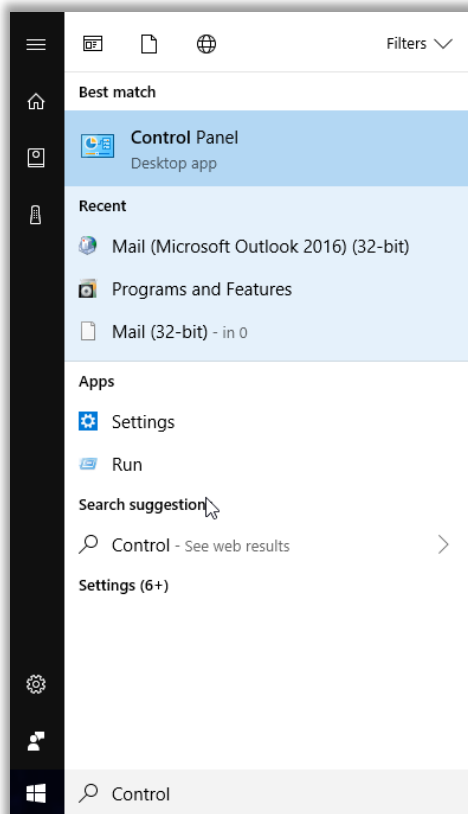 Filters
Best match
Control Panel
Desktop app
Recent
Mail (Microsoft Outlook 2016) (32-bit)
Programs and Features
Mail (32-bit) - in 0
Apps
Settings
Run
Search suggestion
Control - See web results
Settings (6+)
Control